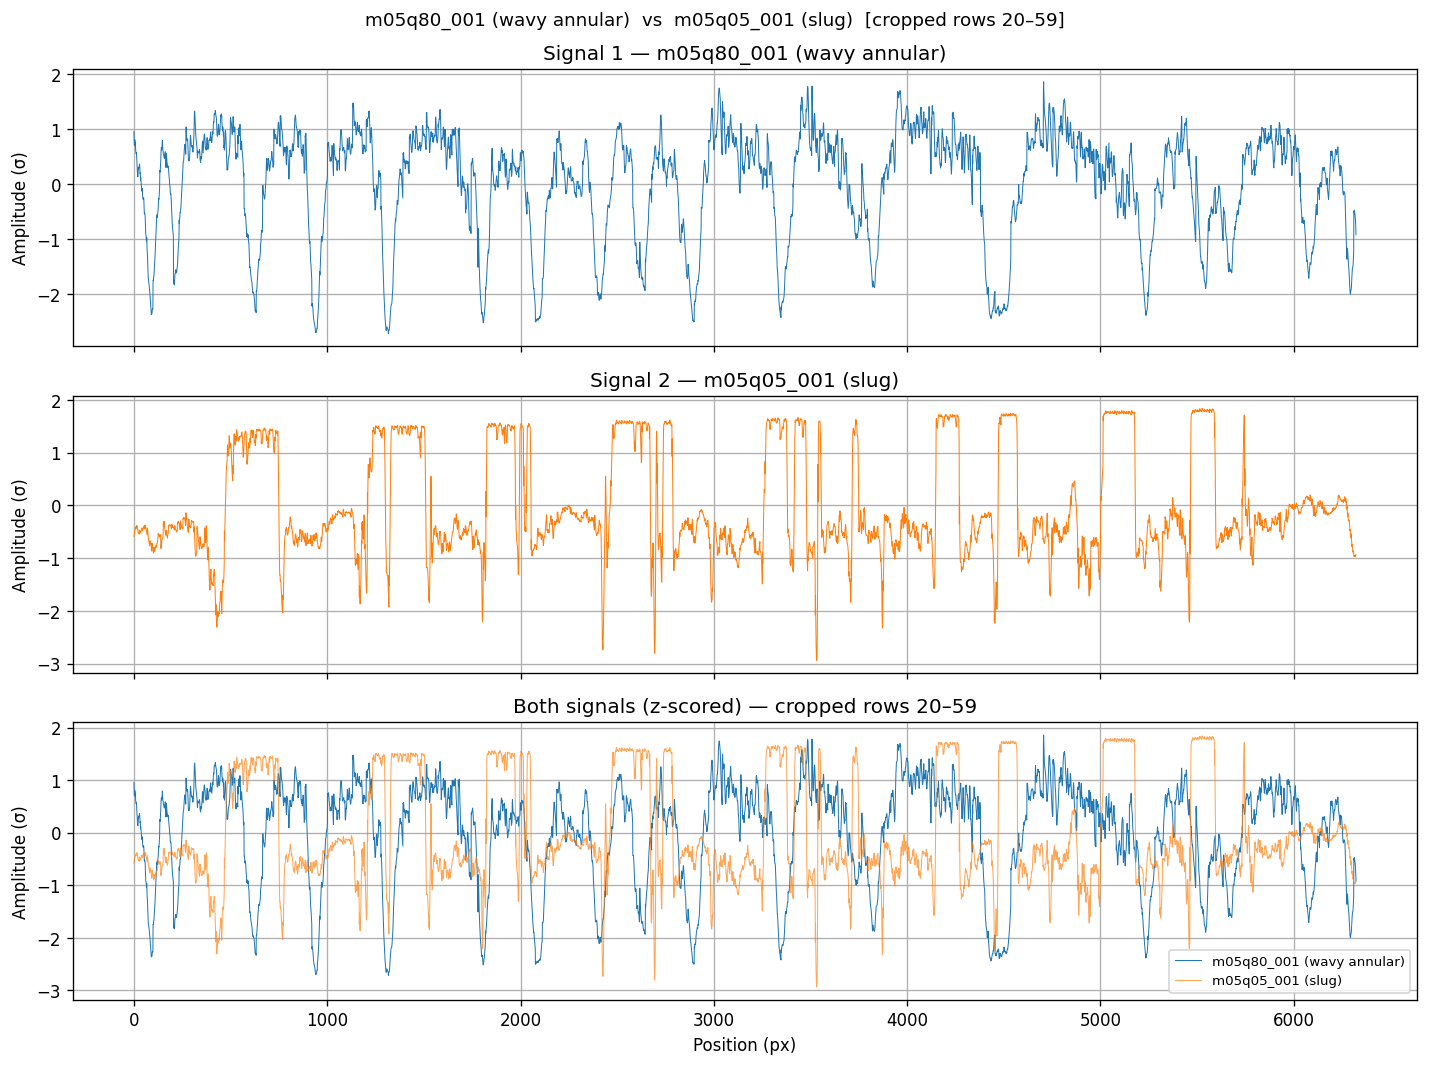 m05q80_001 (wavy annular)  vs  m05q05_001 (slug)  [cropped rows 20–59]
Signal 1 — m05q80_001 (wavy annular)
Amplitude (σ)
2
1
0
−1
−2
Signal 2 — m05q05_001 (slug)
Amplitude (σ)
2
1
0
−1
−2
−3
Both signals (z-scored) — cropped rows 20–59
Amplitude (σ)
2
1
0
−1
−2
−3
m05q80_001 (wavy annular)
m05q05_001 (slug)
0 1000 2000 3000 4000 5000 6000
Position (px)